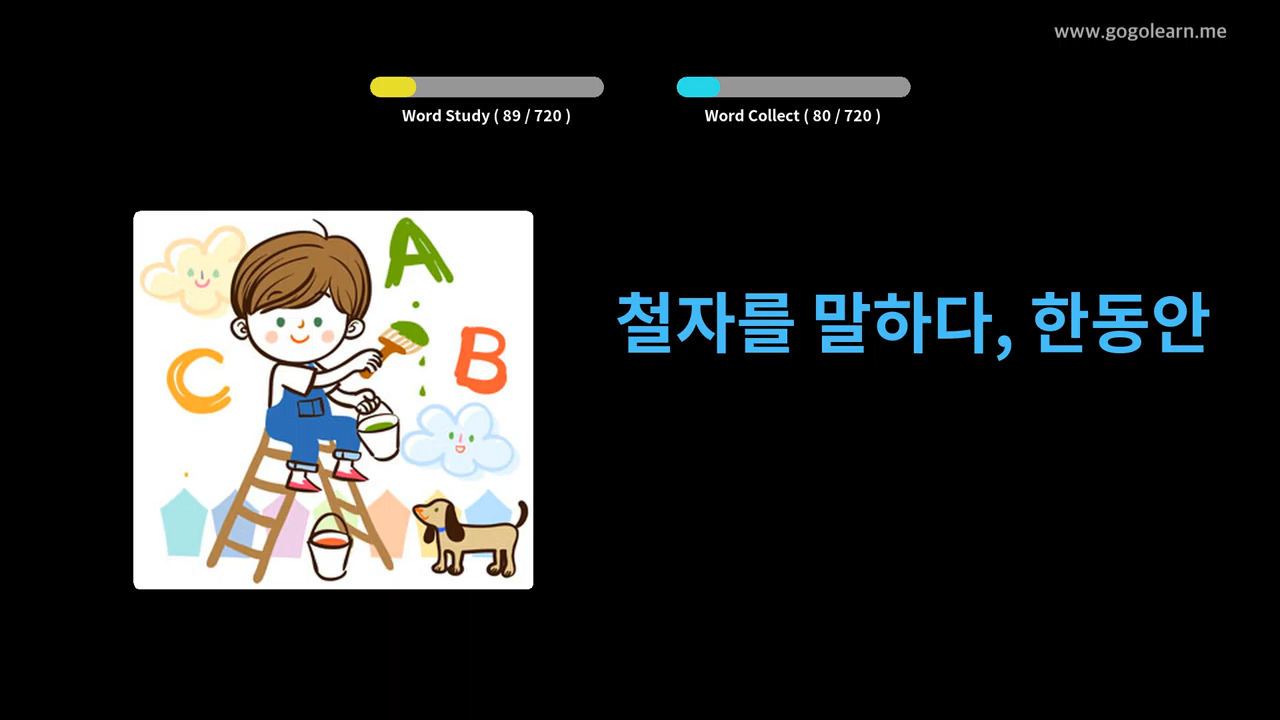 www.gogolearn.me
Word Study ( 89 / 720 )
Word Collect ( 80 / 720 )
A
B
C
철자를 말하다, 한동안